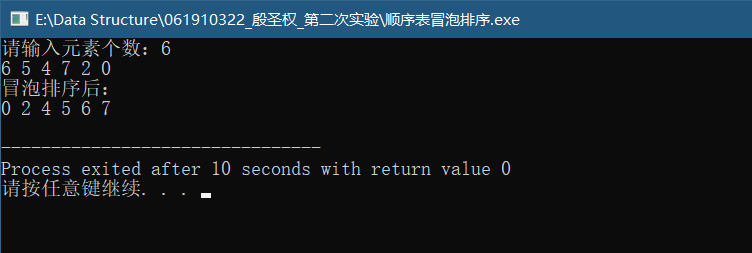 E:\Data Structure\061910322_殷圣权_第二次实验\顺序表冒泡排序.exe
请输入元素个数：6
6 5 4 7 2 0
冒泡排序后：
0 2 4 5 6 7
--------------------------------
Process exited after 10 seconds with return value 0
请按任意键继续. . .